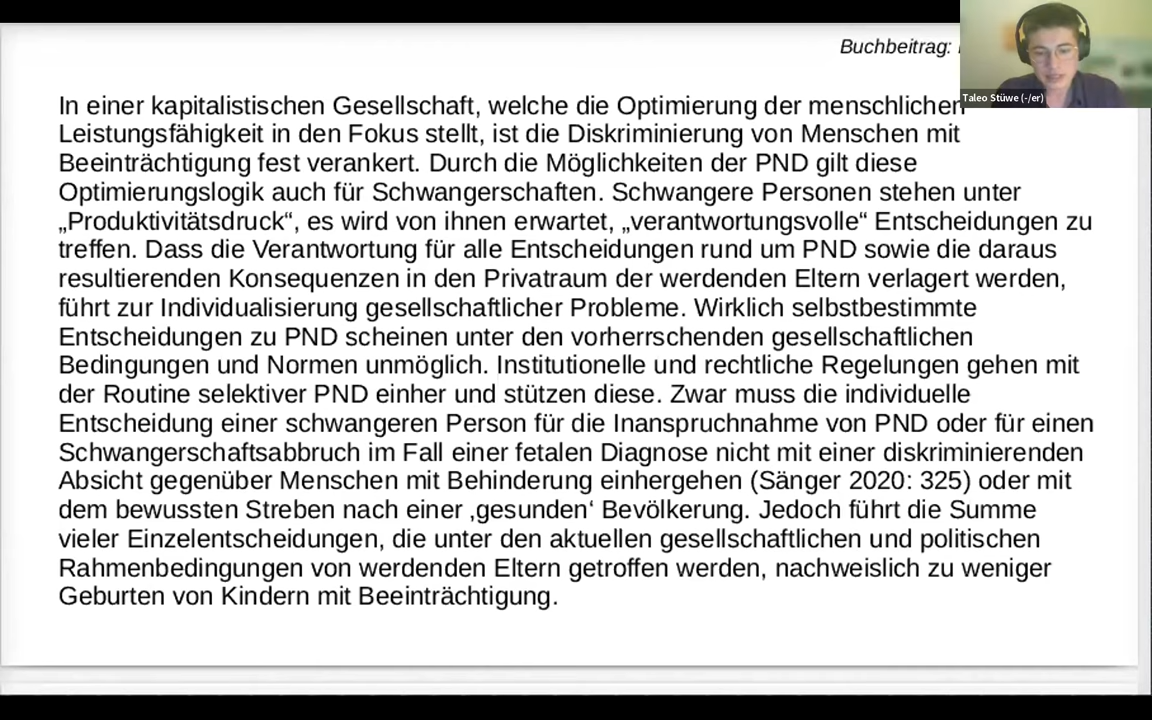 Buchbeitrag:
Taleo Stüwe (-/er)
In einer kapitalistischen Gesellschaft, welche die Optimierung der menschlichen
Leistungsfähigkeit in den Fokus stellt, ist die Diskriminierung von Menschen mit
Beeinträchtigung fest verankert. Durch die Möglichkeiten der PND gilt diese
Optimierungslogik auch für Schwangerschaften. Schwangere Personen stehen unter
„Produktivitätsdruck“, es wird von ihnen erwartet, „verantwortungsvolle“ Entscheidungen zu
treffen. Dass die Verantwortung für alle Entscheidungen rund um PND sowie die daraus
resultierenden Konsequenzen in den Privatraum der werdenden Eltern verlagert werden,
führt zur Individualisierung gesellschaftlicher Probleme. Wirklich selbstbestimmte
Entscheidungen zu PND scheinen unter den vorherrschenden gesellschaftlichen
Bedingungen und Normen unmöglich. Institutionelle und rechtliche Regelungen gehen mit
der Routine selektiver PND einher und stützen diese. Zwar muss die individuelle
Entscheidung einer schwangeren Person für die Inanspruchnahme von PND oder für einen
Schwangerschaftsabbruch im Fall einer fetalen Diagnose nicht mit einer diskriminierenden
Absicht gegenüber Menschen mit Behinderung einhergehen (Sänger 2020: 325) oder mit
dem bewussten Streben nach einer ‚gesunden‘ Bevölkerung. Jedoch führt die Summe
vieler Einzelentscheidungen, die unter den aktuellen gesellschaftlichen und politischen
Rahmenbedingungen von werdenden Eltern getroffen werden, nachweislich zu weniger
Geburten von Kindern mit Beeinträchtigung.